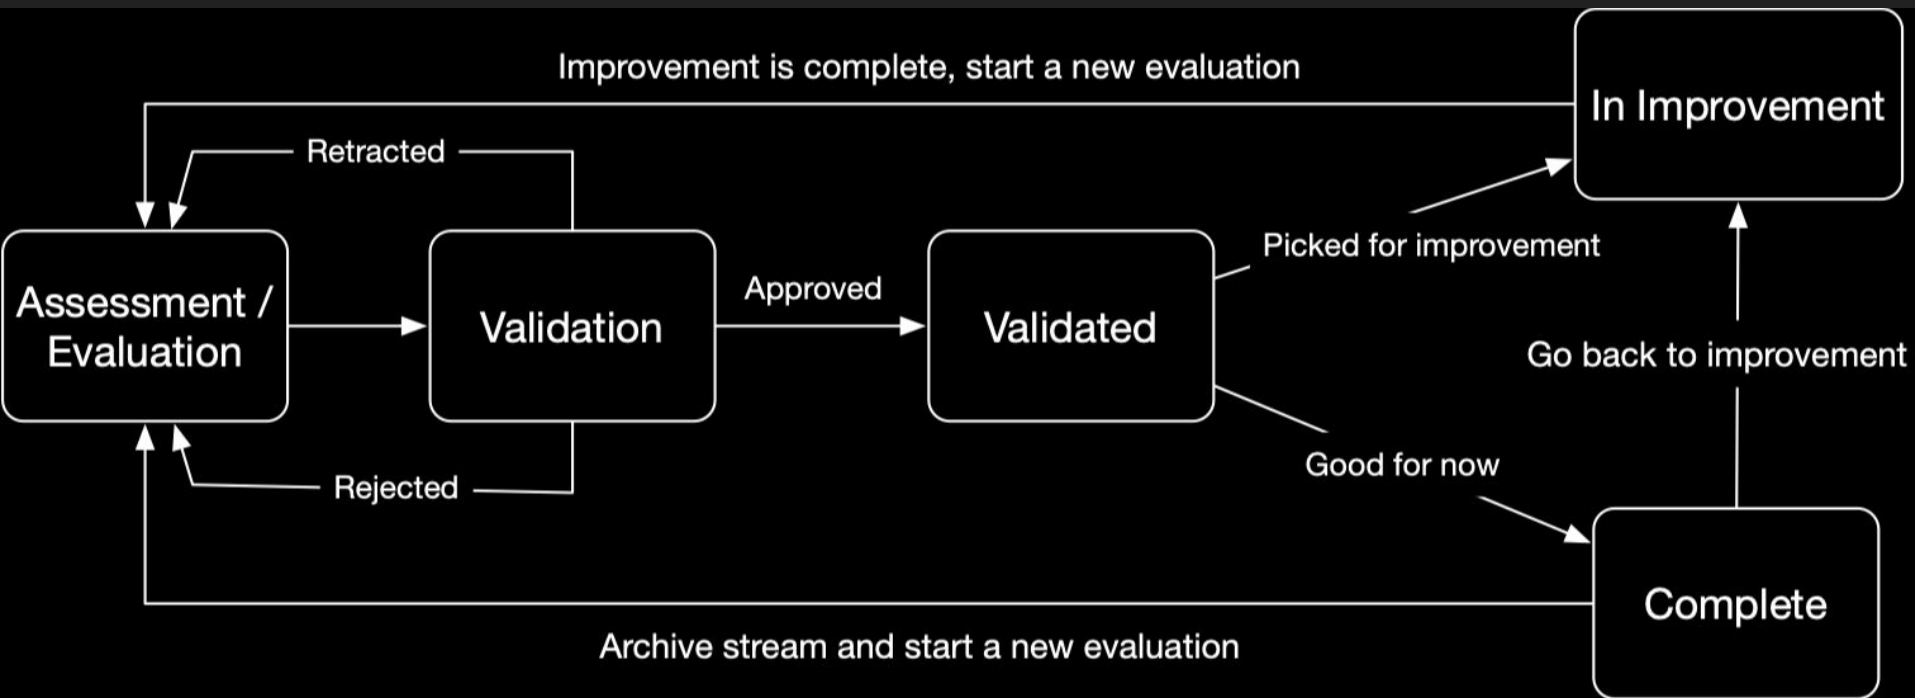 Improvement is complete, start a new evaluation
In Improvement
Retracted
Picked for improvement
Assessment /
Evaluation
Validation
Approved
Validated
Go back to improvement
Good for now
Rejected
Complete
Archive stream and start a new evaluation